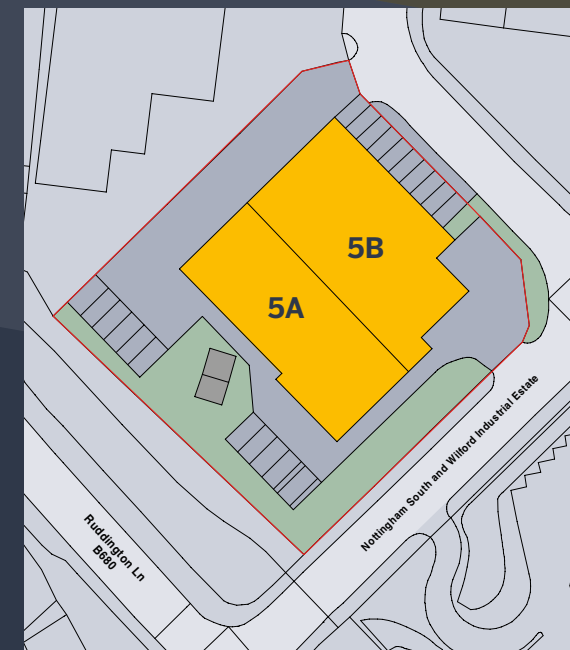 5B
5A
Nottingham South and Wilford Industrial Estate
Ruddington Ln
B680